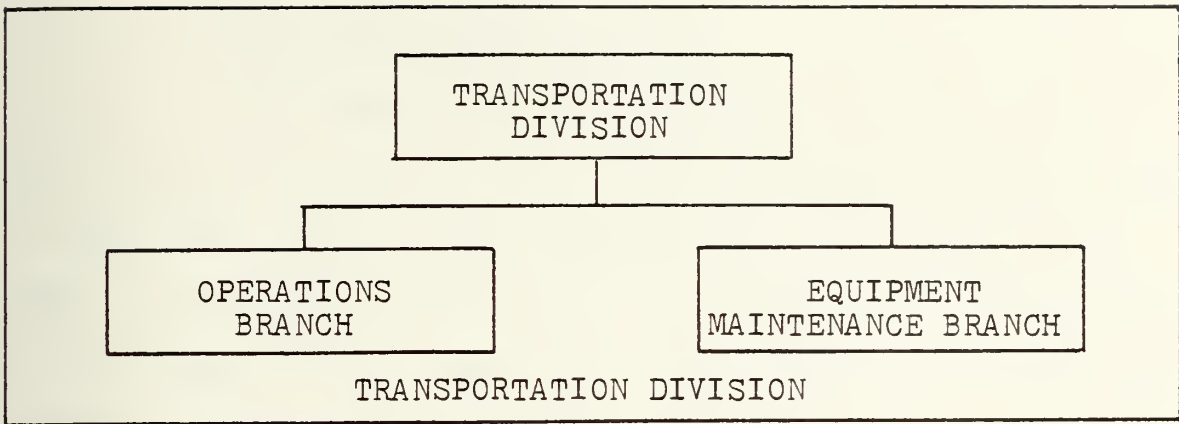 TRANSPORTATION
DIVISION
OPERATIONS
BRANCH
EQUIPMENT
MAINTENANCE BRANCH
TRANSPORTATION DIVISION